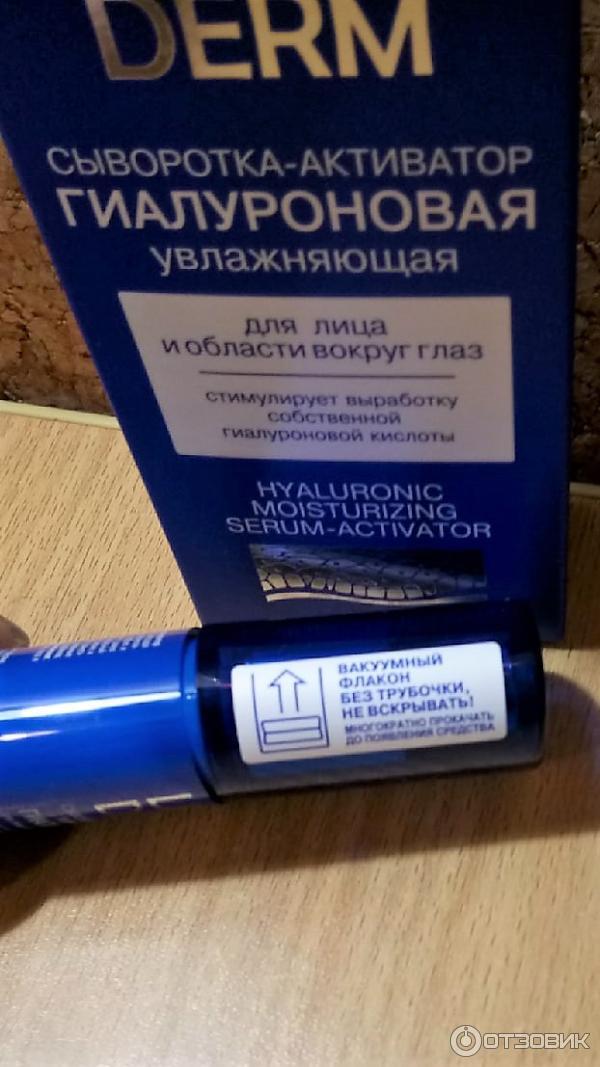 DERM
СЫВОРОТКА-АКТИВАТОР
ГИАЛУРОНОВАЯ
увлажняющая
для лица
и области вокруг глаз
стимулирует выработку
собственной
гиалуроновой кислоты
HYALURONIC
MOISTURIZING
SERUM-ACTIVATOR
ВАКУУМНЫЙ
ФЛАКОН
БЕЗ ТРУБОЧКИ,
НЕ ВСКРЫВАТЬ!
МНОГОКРАТНО ПРОКАЧАТЬ
ДО ПОЯВЛЕНИЯ СРЕДСТВА
ОТЗОВИК